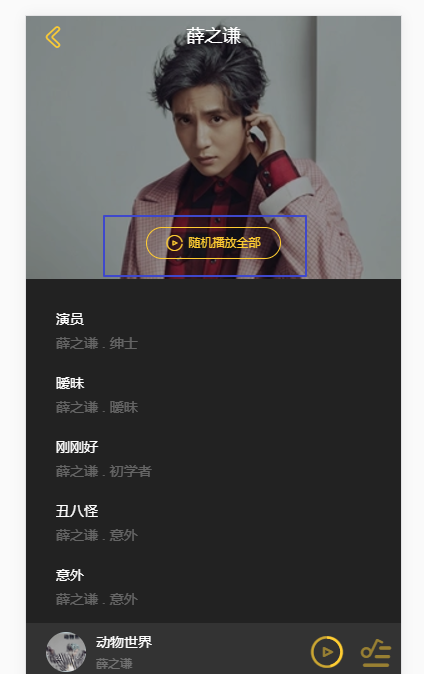 薛之谦
随机播放全部
演员
薛之谦 . 绅士
暧昧
薛之谦 . 暧昧
刚刚好
薛之谦 . 初学者
丑八怪
薛之谦 . 意外
意外
薛之谦 . 意外
动物世界
薛之谦